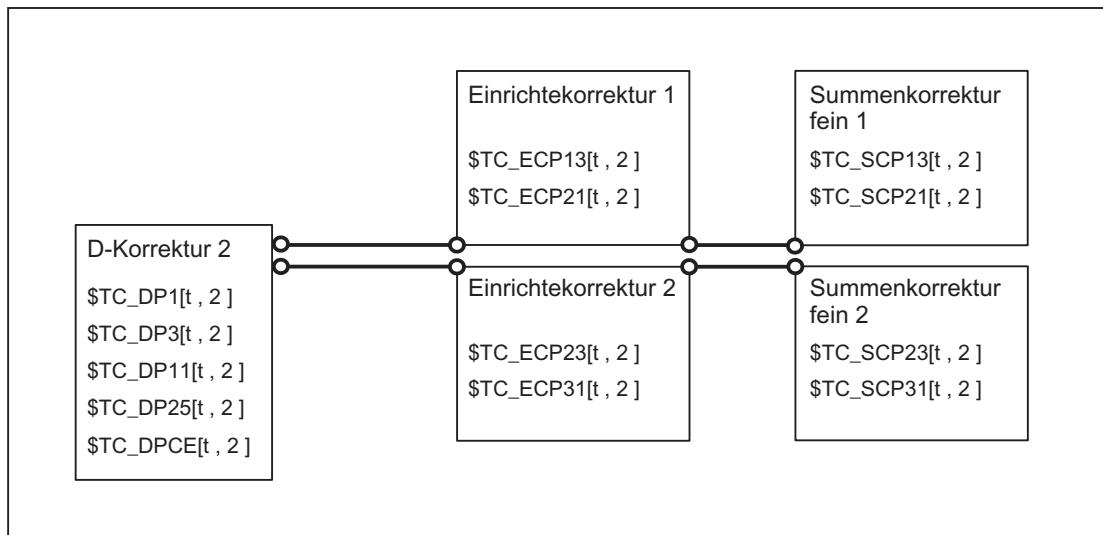 D-Korrektur 2
$TC_DP1[t , 2 ]
$TC_DP3[t , 2 ]
$TC_DP11[t , 2 ]
$TC_DP25[t , 2 ]
$TC_DPCE[t , 2 ]
Einrichtekorrektur 1
$TC_ECP13[t , 2 ]
$TC_ECP21[t , 2 ]
Einrichtekorrektur 2
$TC_ECP23[t , 2 ]
$TC_ECP31[t , 2 ]
Summenkorrektur
fein 1
$TC_SCP13[t , 2 ]
$TC_SCP21[t , 2 ]
Summenkorrektur
fein 2
$TC_SCP23[t , 2 ]
$TC_SCP31[t , 2 ]